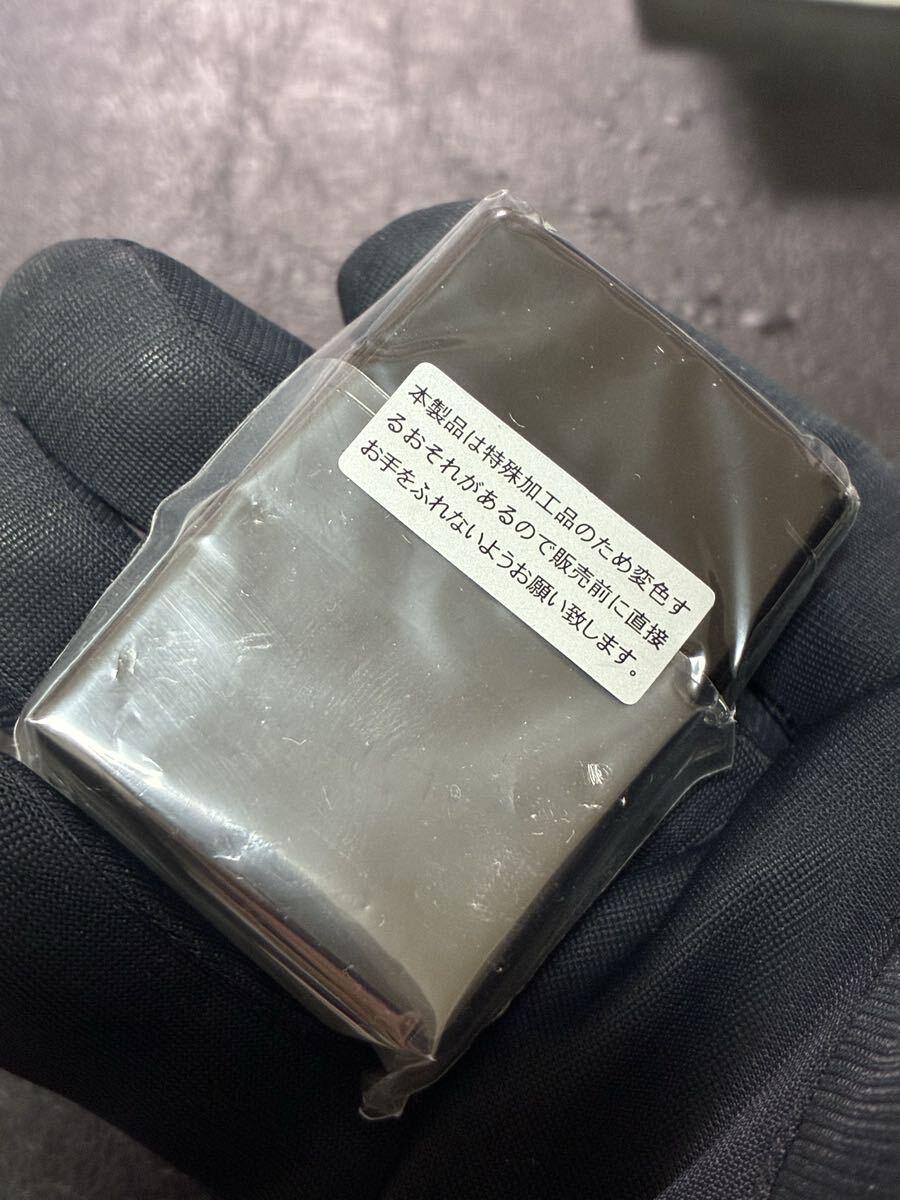 本製品は特殊加工品のため変色す
るおそれがあるので販売前に直接
お手をふれないようお願い致します。